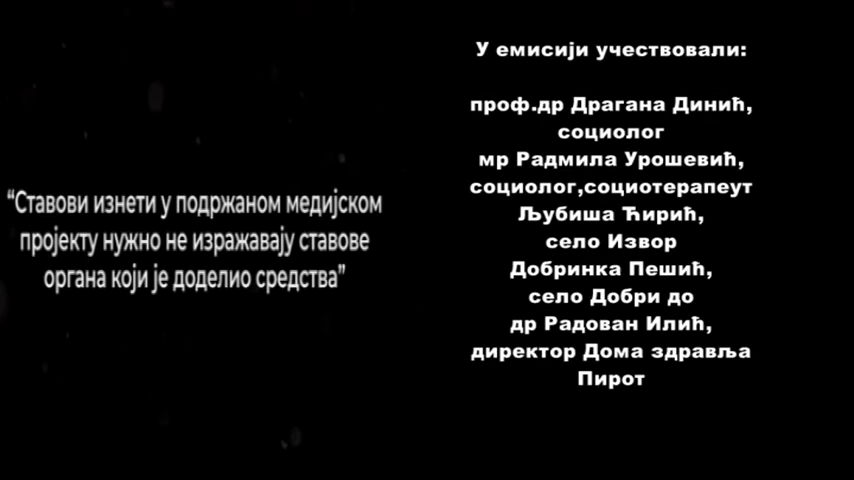 “Ставови изнети у подржаном медијском
пројекту нужно не изражавају ставове
органа који је доделио средства”
У емисији учествовали:
проф.др Драгана Динић,
социолог
мр Радмила Урошевић,
социолог,социотерапеут
Љубиша Ћирић,
село Извор
Добринка Пешић,
село Добри до
др Радован Илић,
директор Дома здравља
Пирот